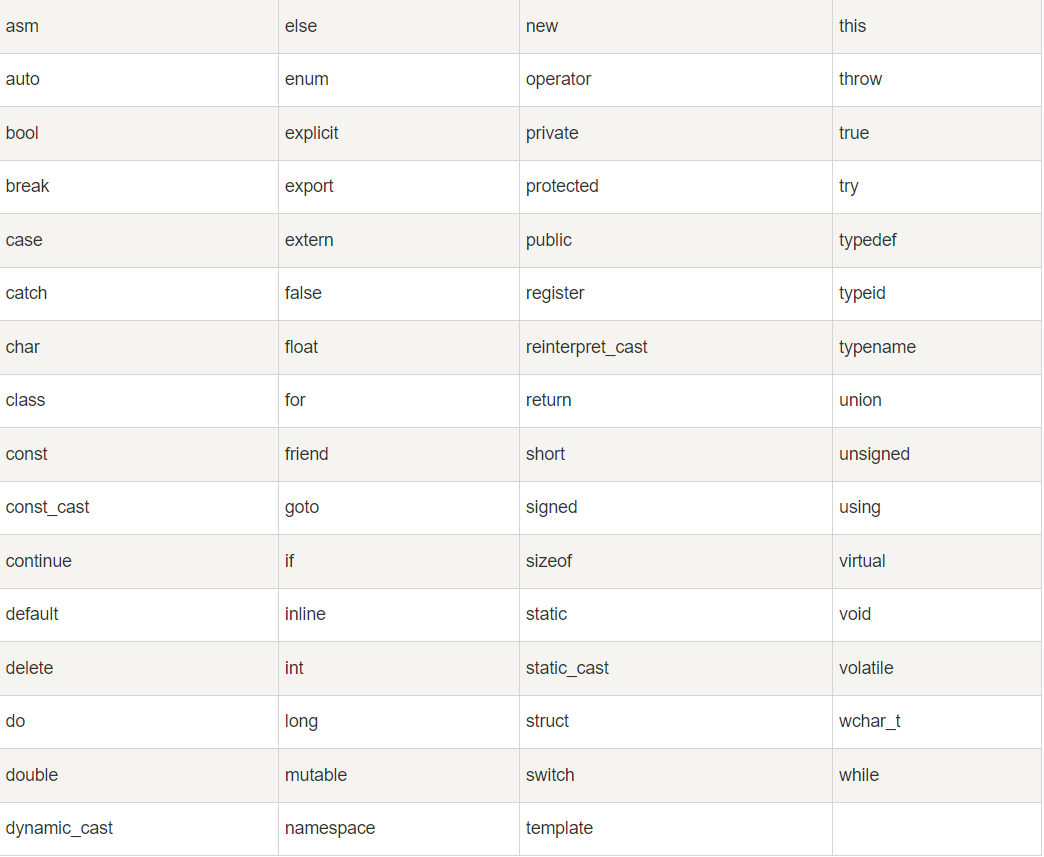 asm else new this
auto enum operator throw
bool explicit private true
break export protected try
case extern public typedef
catch false register typeid
char float reinterpret_cast typename
class for return union
const friend short unsigned
const_cast goto signed using
continue if sizeof virtual
default inline static void
delete int static_cast volatile
do long struct wchar_t
double mutable switch while
dynamic_cast namespace template